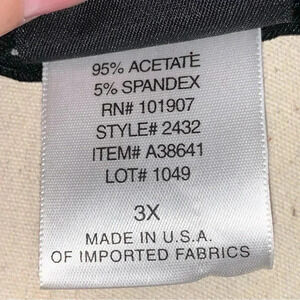 95% ACETATE
5% SPANDEX
RN# 101907
STYLE# 2432
ITEM# A38641
LOT# 1049
3X
MADE IN U.S.A.
OF IMPORTED FABRICS